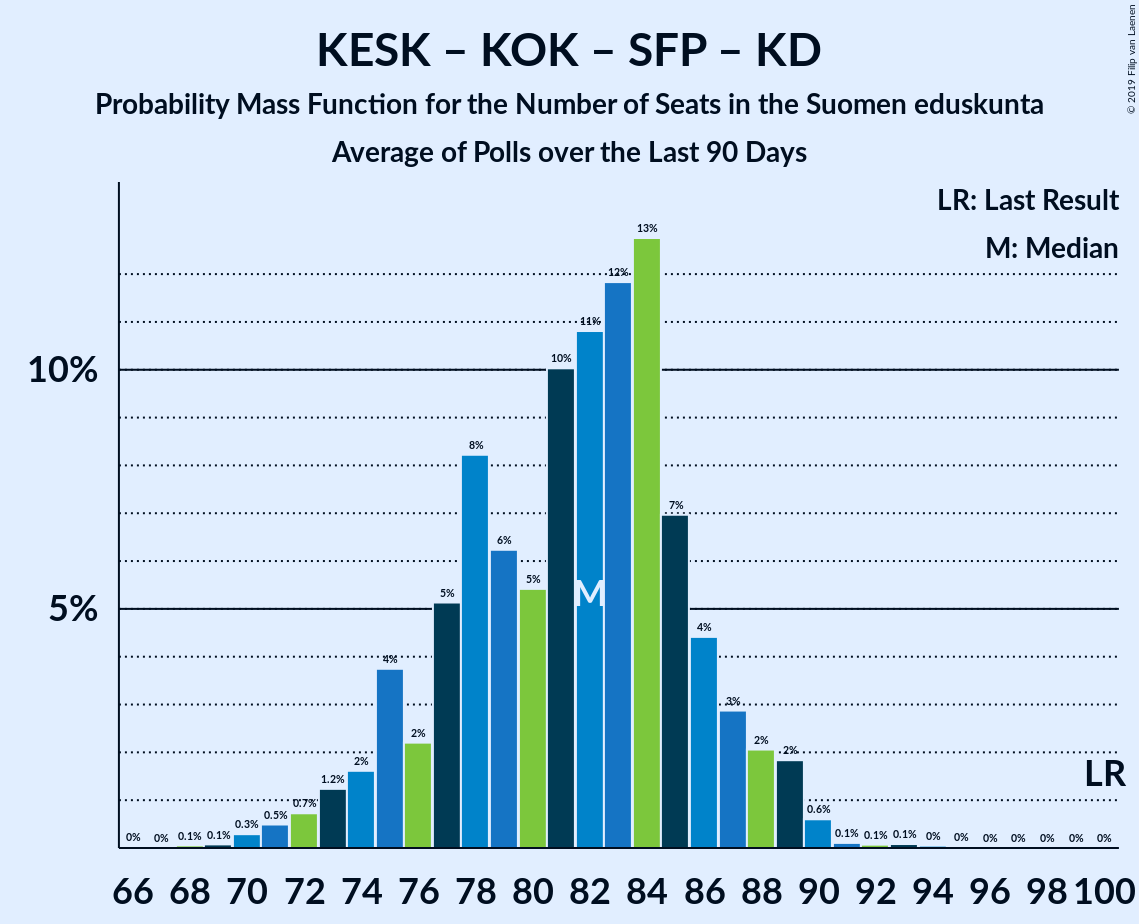 KESK – KOK – SFP – KD
Probability Mass Function for the Number of Seats in the Suomen eduskunta
Average of Polls over the Last 90 Days
© 2019 Filip van Laenen
LR: Last Result
M: Median
10%
5%
0% 0% 0.1% 0.1% 0.3% 0.5% 0.7% 1.2% 2% 4% 2% 5% 8% 6% 5% 10% 11% 12% 13% 7% 4% 3% 2% 2% 0.6% 0.1% 0.1% 0.1% 0% 0% 0% 0% 0% 0% 0%
M
LR
66 68 70 72 74 76 78 80 82 84 86 88 90 92 94 96 98 100